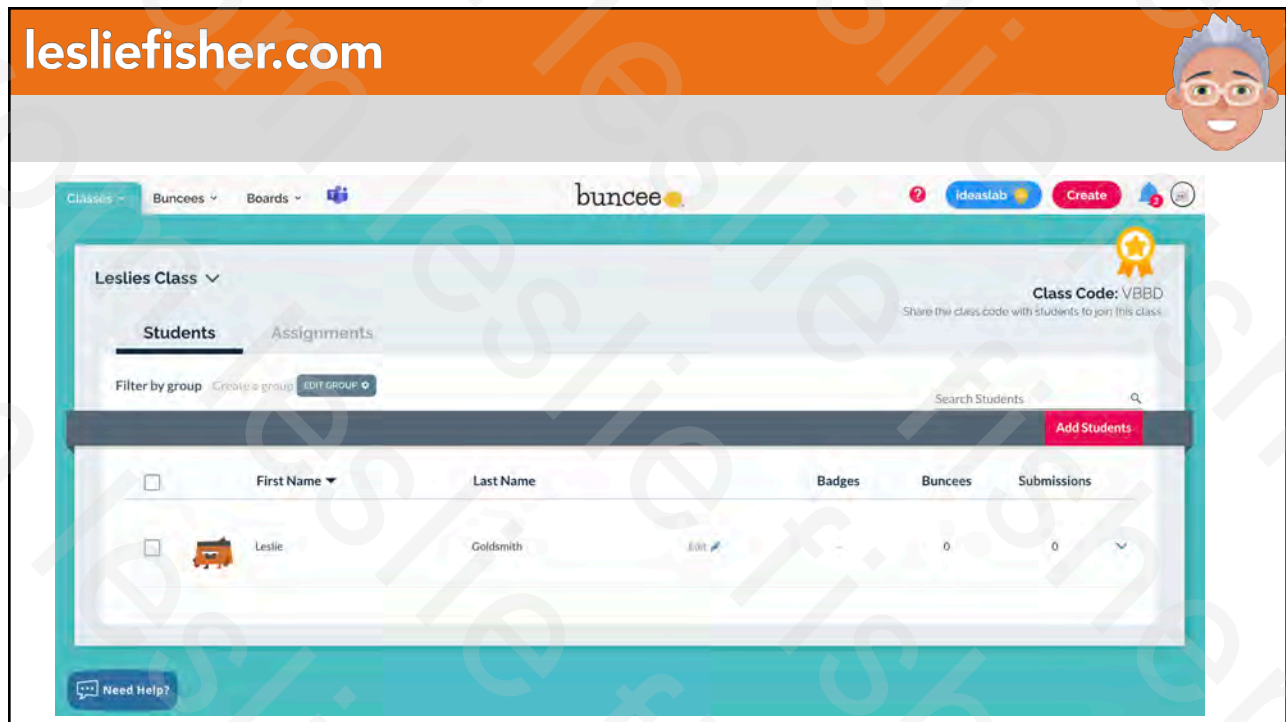 lesliefisher.com
Classes Buncees Boards buncee ? ideaslab Create 2
Leslies Class
Class Code: VBBD
Share the class code with students to join this class
Students Assignments
Filter by group Create a group EDIT GROUP
Search Students
Add Students
First Name Last Name Badges Buncees Submissions
Leslie Goldsmith Edit - 0 0
Need Help?